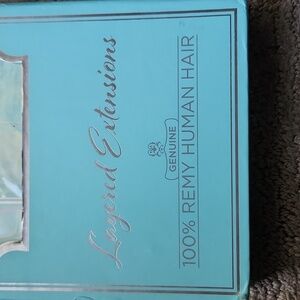 Layered Extensions
GENUINE
100% REMY HUMAN HAIR